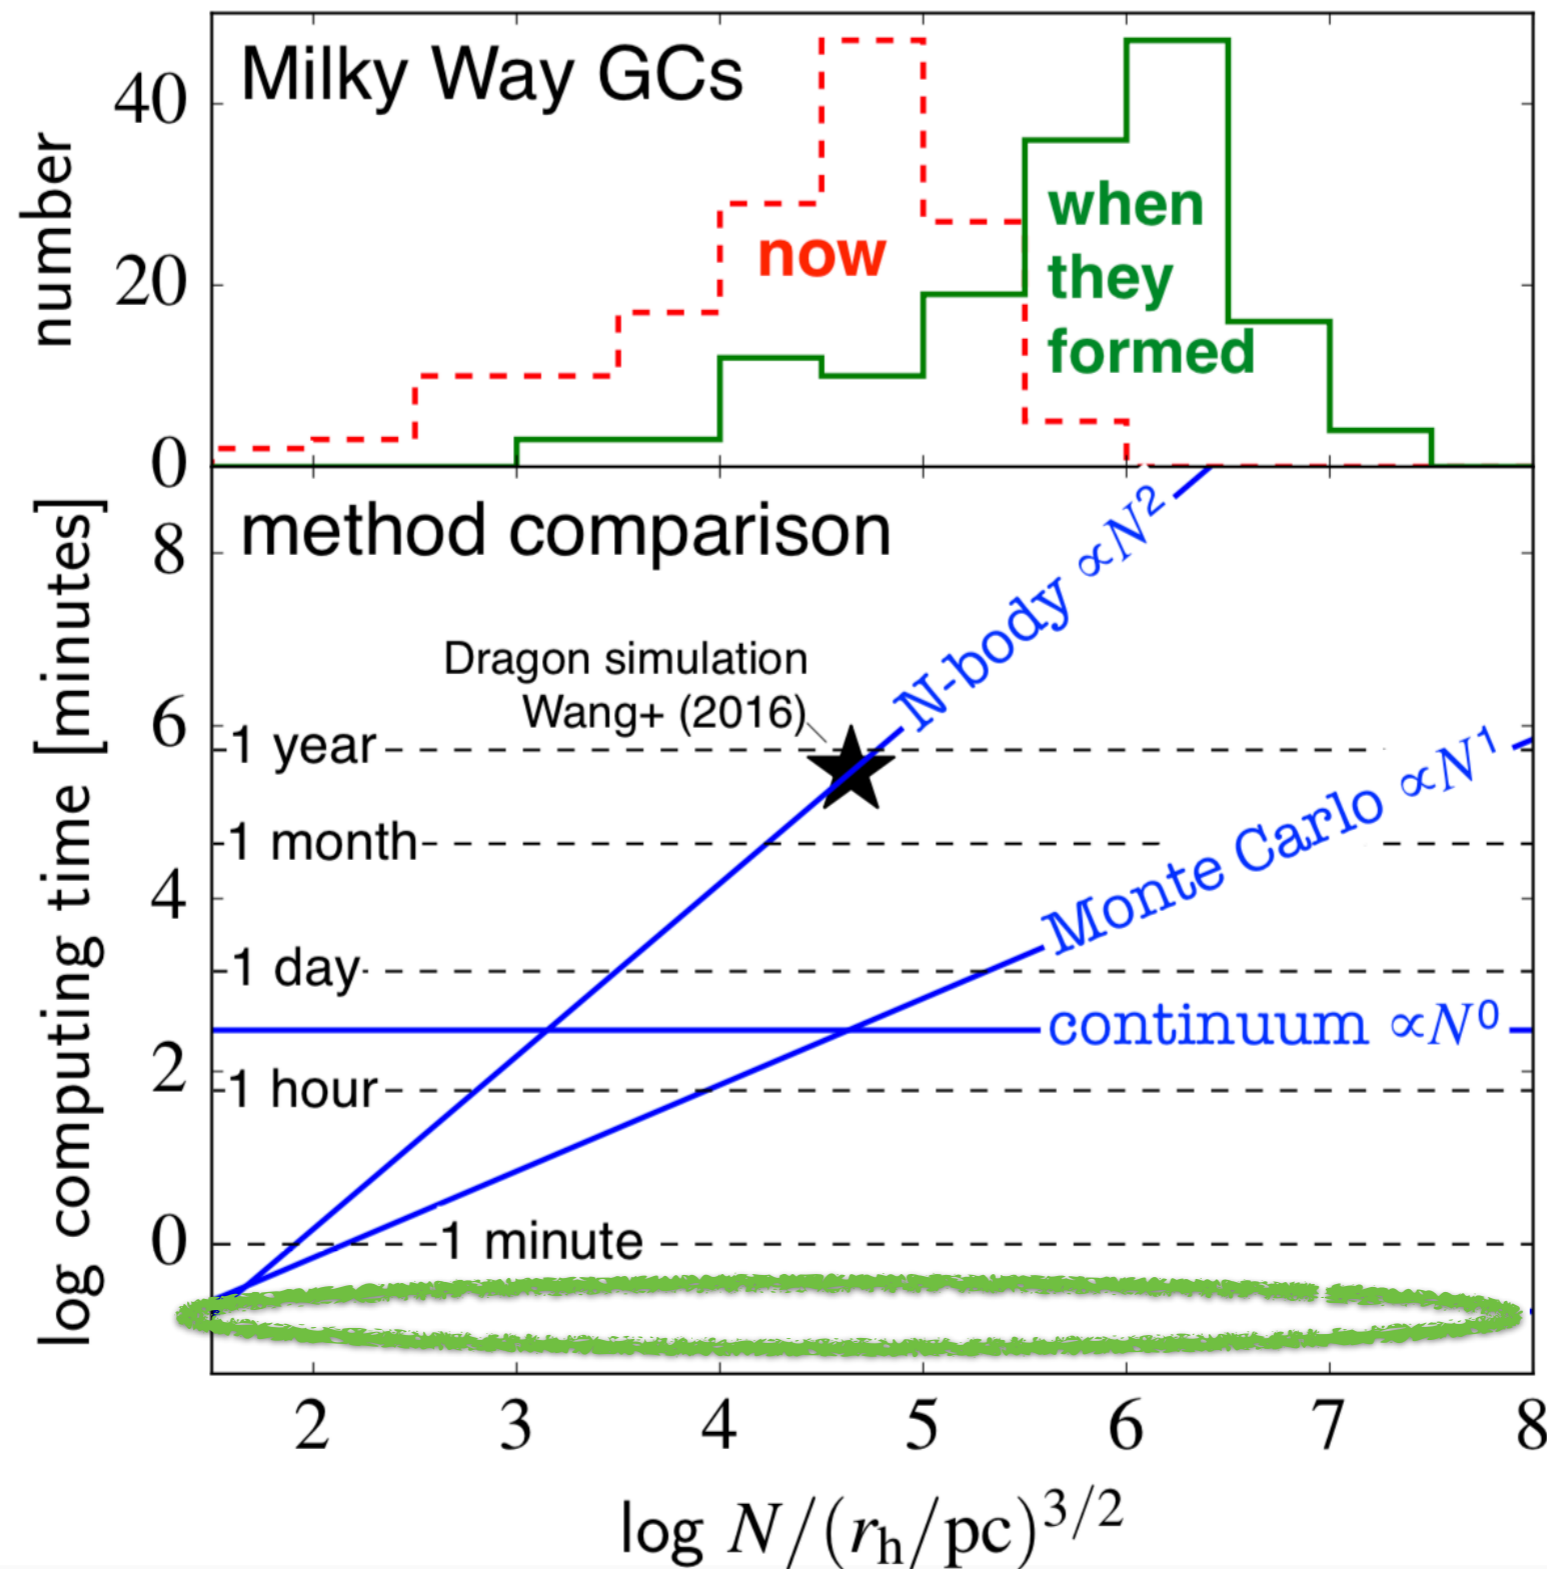 Milky Way GCs
number
40
20
0
now
when
they
formed
method comparison
log computing time [minutes]
8
6
4
2
0
N-body ∝N²
Dragon simulation
Wang+ (2016)
1 year
Monte Carlo ∝N¹
1 month
1 day
continuum ∝N⁰
1 hour
1 minute
2 3 4 5 6 7 8
log N/(r_h/pc)^{3/2}